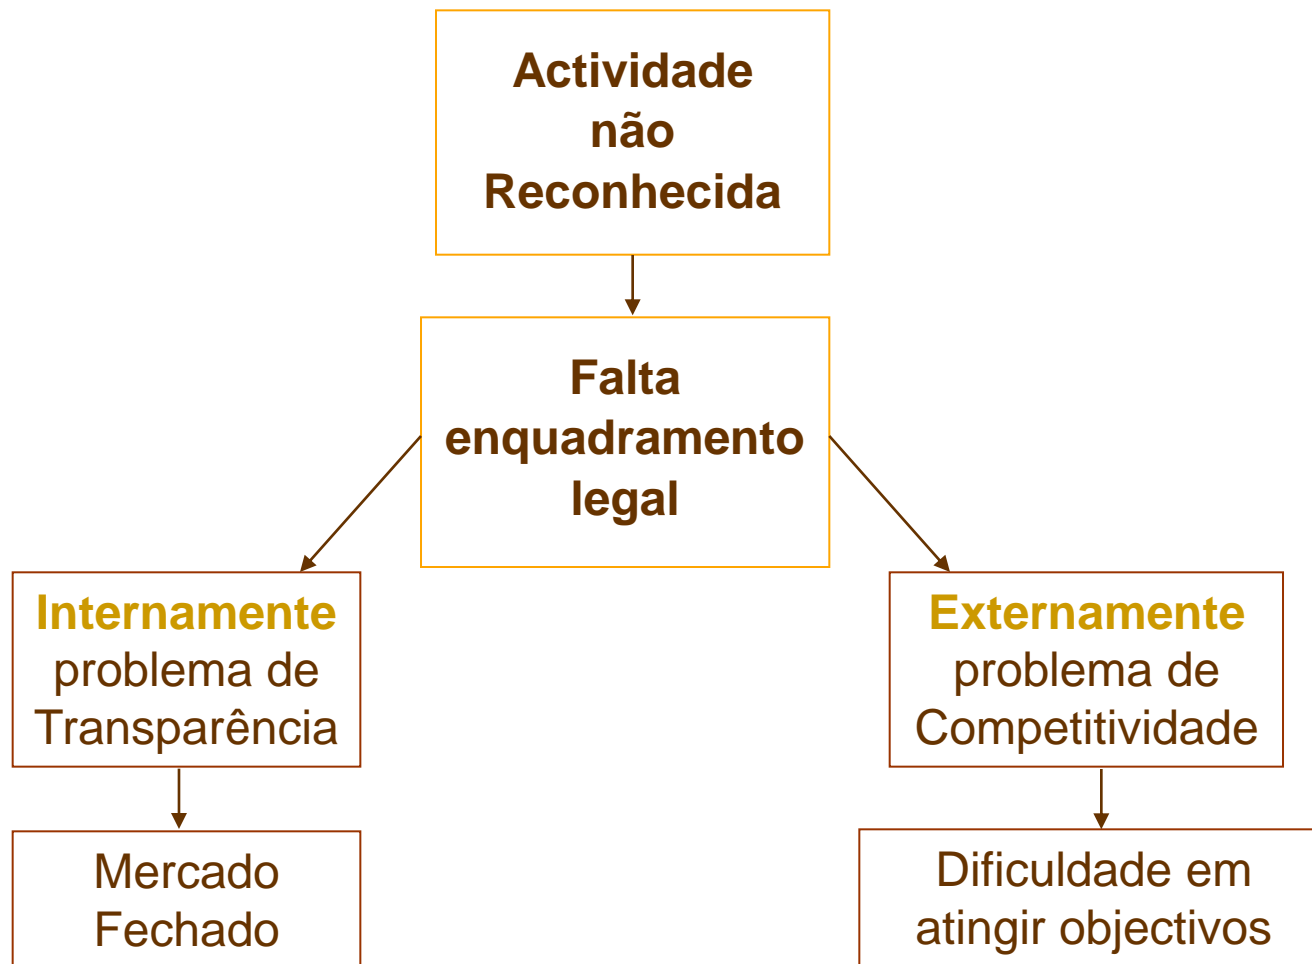 Actividade
não
Reconhecida
Falta
enquadramento
legal
Internamente
problema de
Transparência
Externamente
problema de
Competitividade
Mercado
Fechado
Dificuldade em
atingir objectivos